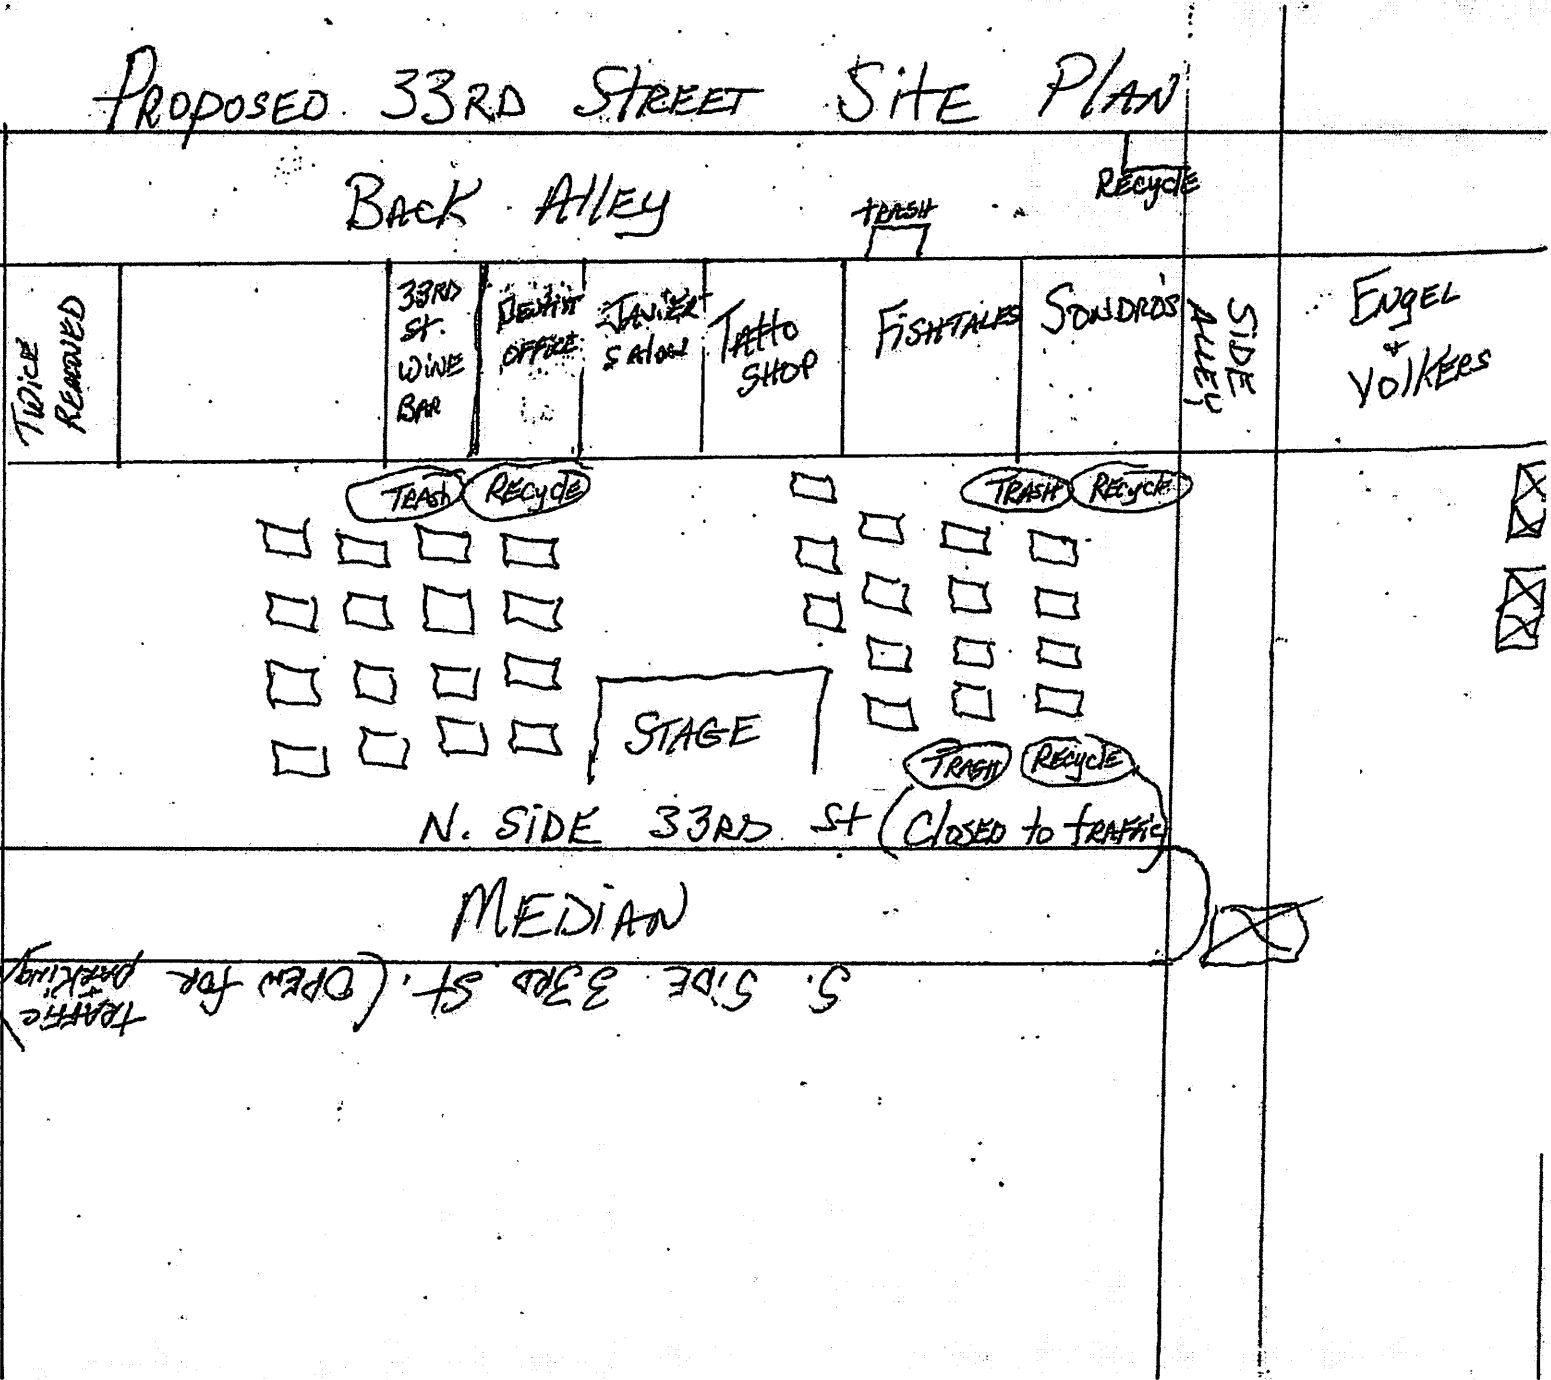 PROPOSED 33RD STREET SITE PLAN
RECYCLE
BACK Alley
TRASH
TWICE
REMOVED
33RD
ST.
WINE
BAR
DENTIST
OFFICE
JAVIER
SALON
TATTO
SHOP
FISHTALES
SONDRO'S
SIDE
ALLEY
ENGEL
&
VOLKERS
TRASH
RECYCLE
TRASH
RECYCLE
STAGE
TRASH
RECYCLE
N. SIDE 33RD St (Closed to traffic)
MEDIAN
S. SIDE 33RD ST. (OPEN FOR
TRAFFIC
+
PARKING)